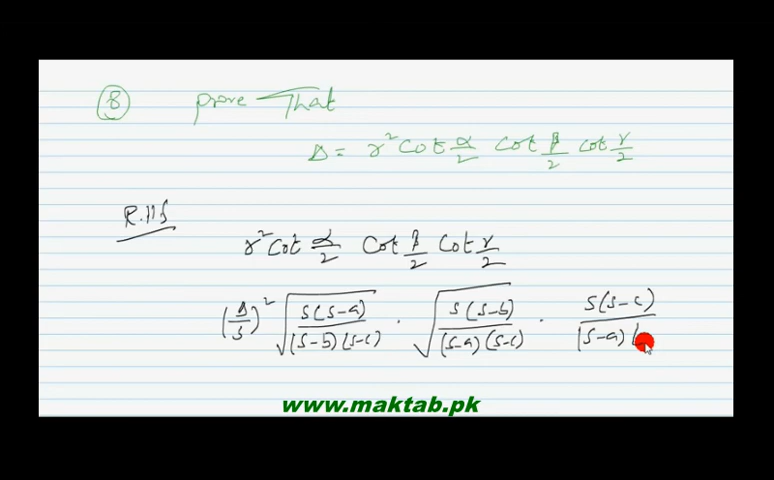 8 prove That
Δ = r² Cot α/2 Cot β/2 Cot γ/2
R.H.S
r² Cot α/2 Cot β/2 Cot γ/2
(Δ/s)² √(s(s-a)/(s-b)(s-c)) . √(s(s-b)/(s-a)(s-c)) . s(s-c)/(s-a)(
www.maktab.pk